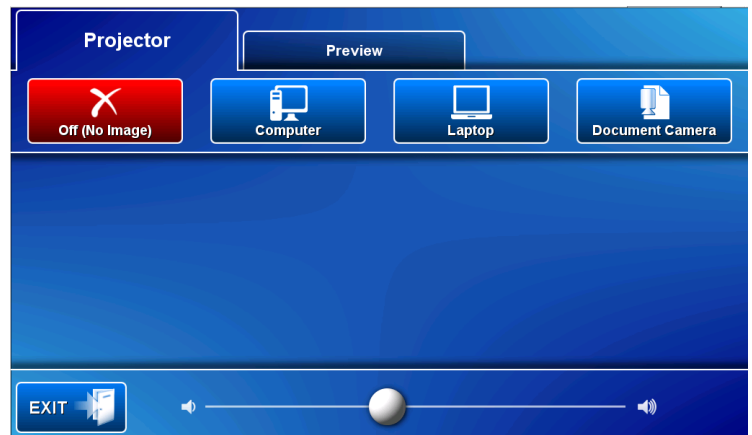 Projector
Preview
Off (No Image)
Computer
Laptop
Document Camera
EXIT